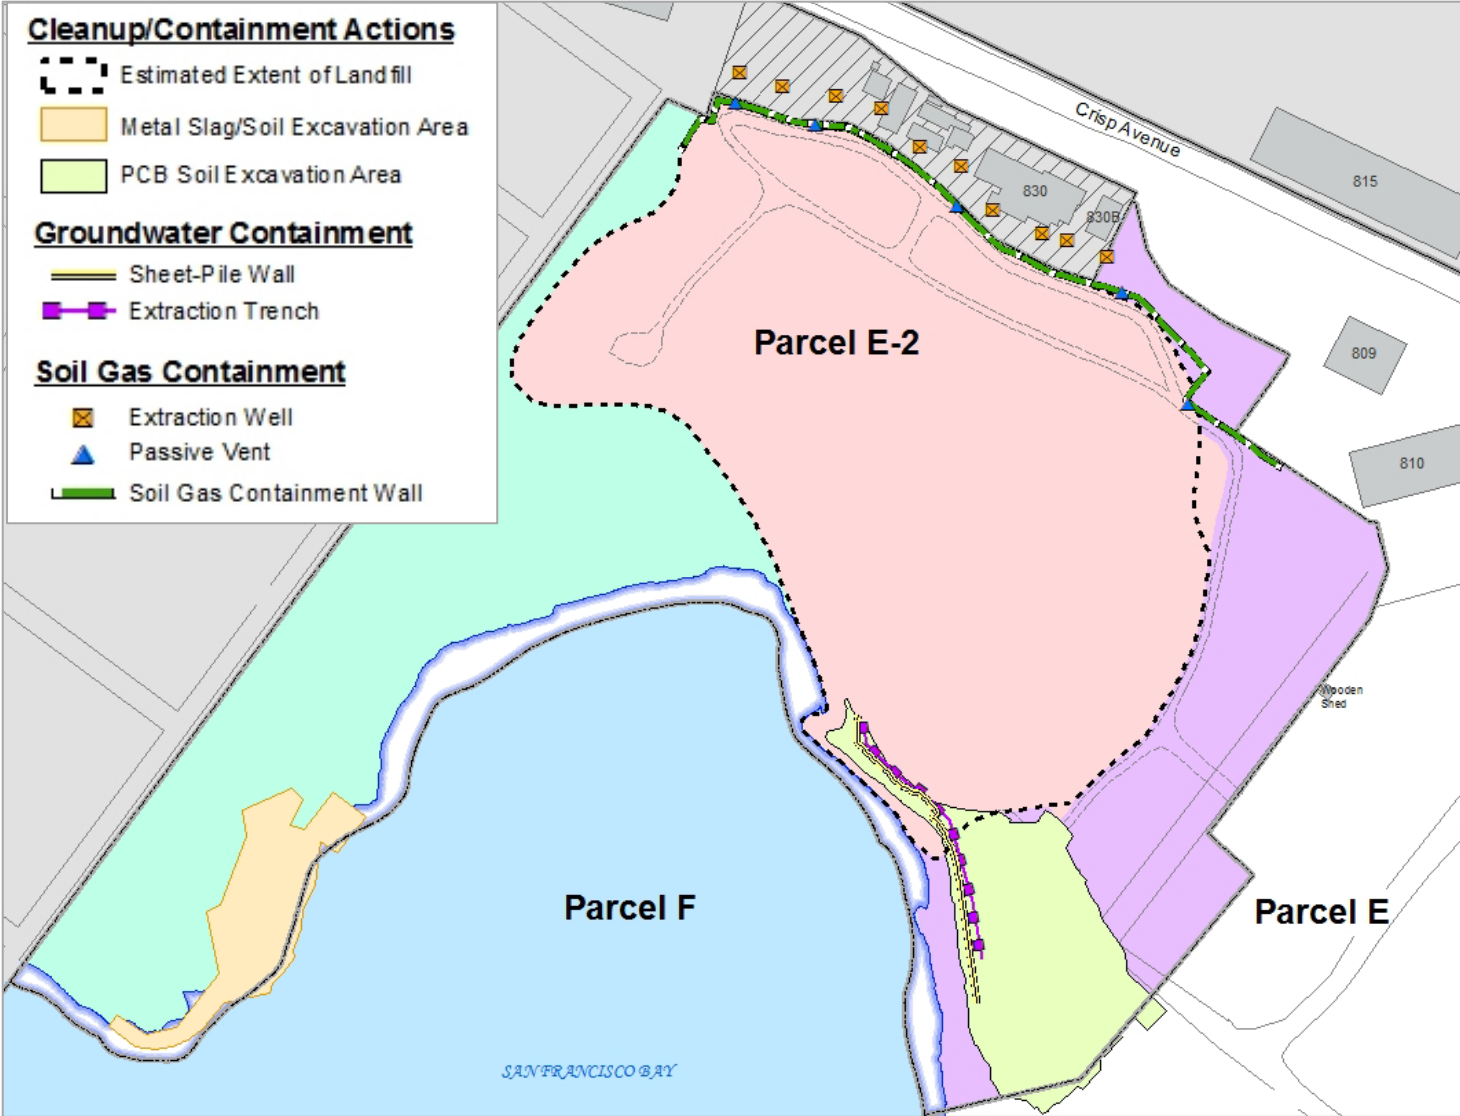 Cleanup/Containment Actions
Estimated Extent of Landfill
Metal Slag/Soil Excavation Area
PCB Soil Excavation Area
Groundwater Containment
Sheet-Pile Wall
Extraction Trench
Soil Gas Containment
Extraction Well
Passive Vent
Soil Gas Containment Wall
Crisp Avenue
815
830
830B
809
810
Parcel E-2
Wooden
Shed
Parcel F
Parcel E
SAN FRANCISCO BAY